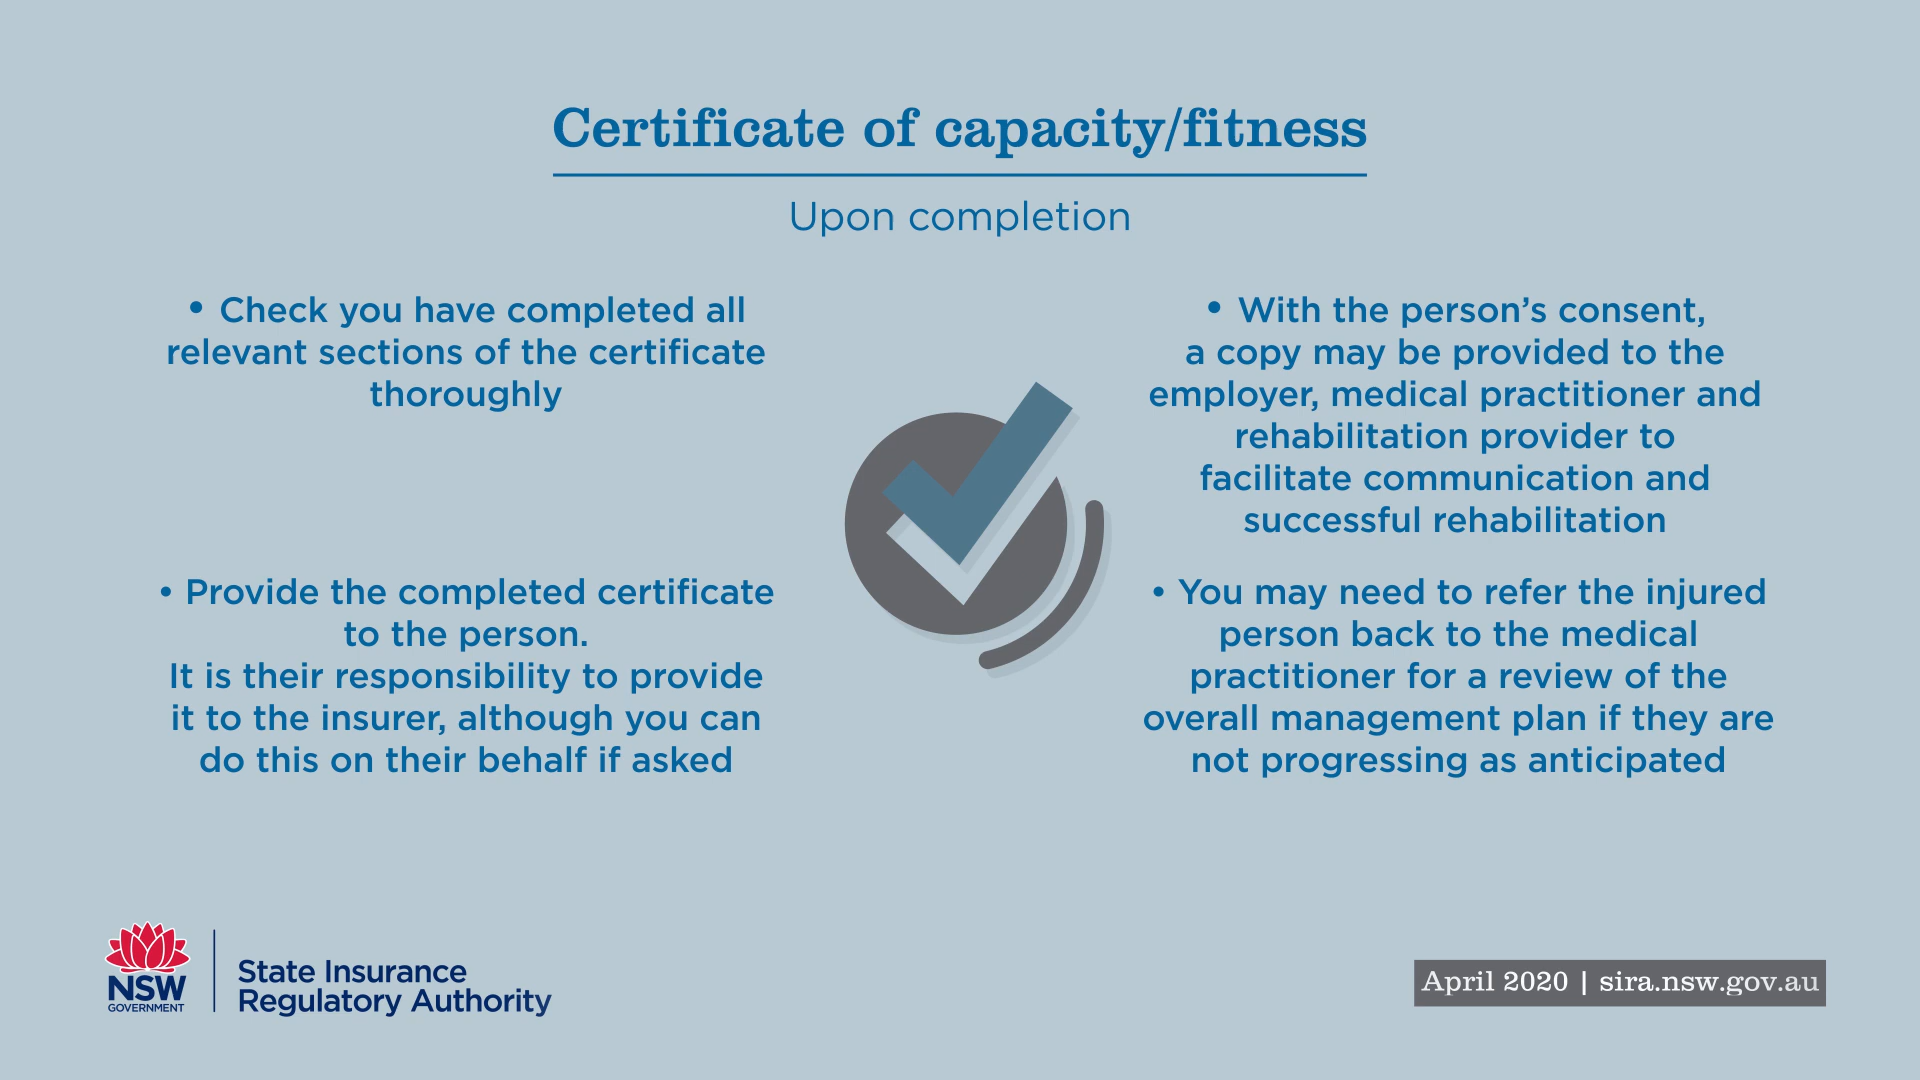 Certificate of capacity/fitness
Upon completion
• Check you have completed all
relevant sections of the certificate
thoroughly
• Provide the completed certificate
to the person.
It is their responsibility to provide
it to the insurer, although you can
do this on their behalf if asked
• With the person’s consent,
a copy may be provided to the
employer, medical practitioner and
rehabilitation provider to
facilitate communication and
successful rehabilitation
• You may need to refer the injured
person back to the medical
practitioner for a review of the
overall management plan if they are
not progressing as anticipated
NSW
GOVERNMENT
State Insurance
Regulatory Authority
April 2020 | sira.nsw.gov.au